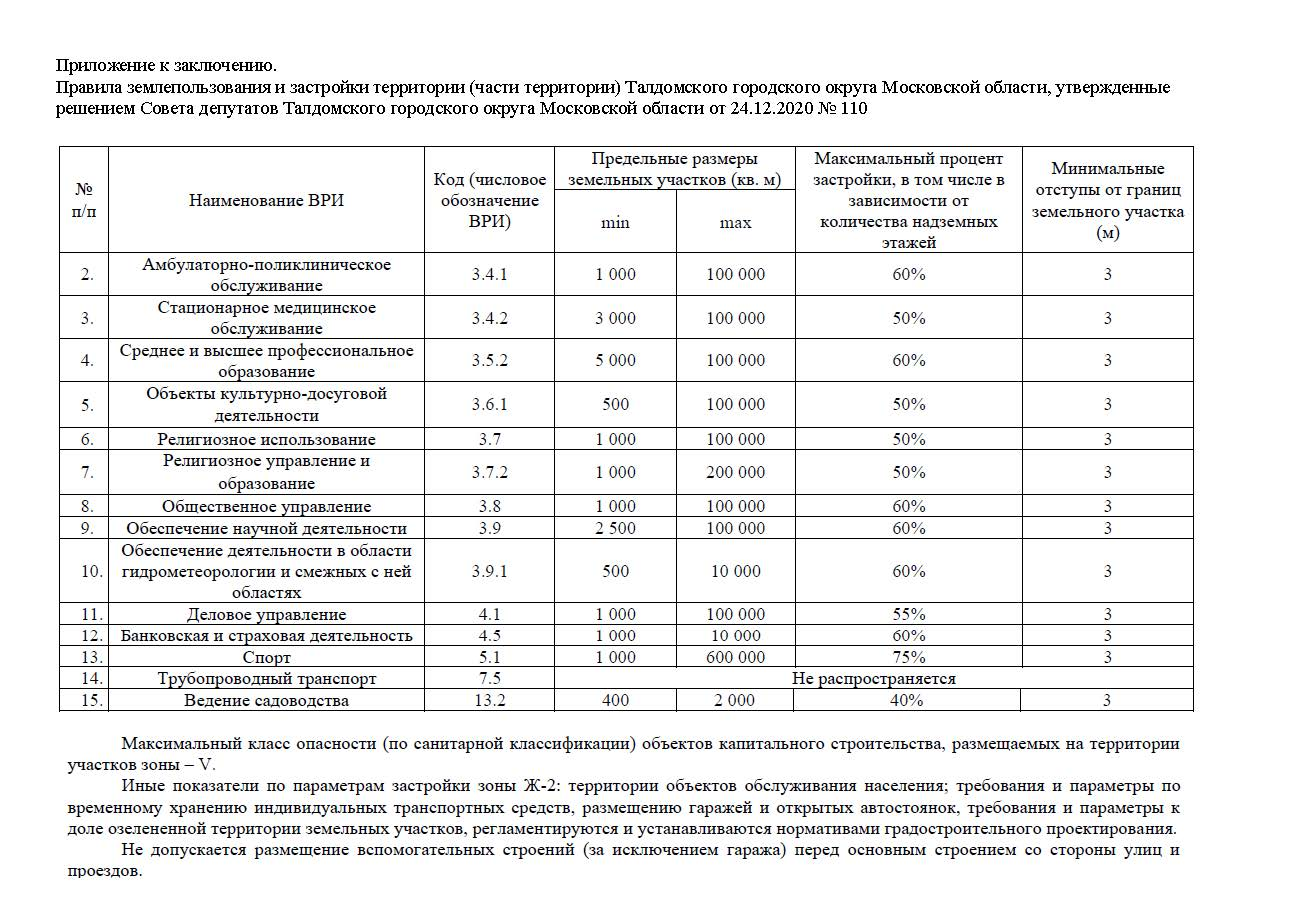 Приложение к заключению.
Правила землепользования и застройки территории (части территории) Талдомского городского округа Московской области, утвержденные
решением Совета депутатов Талдомского городского округа Московской области от 24.12.2020 № 110
№ п/п
Наименование ВРИ
Код (числовое обозначение ВРИ)
Предельные размеры земельных участков (кв. м)
min
max
Максимальный процент застройки, в том числе в зависимости от количества надземных этажей
Минимальные отступы от границ земельного участка (м)
2. Амбулаторно-поликлиническое обслуживание 3.4.1 1 000 100 000 60% 3
3. Стационарное медицинское обслуживание 3.4.2 3 000 100 000 50% 3
4. Среднее и высшее профессиональное образование 3.5.2 5 000 100 000 60% 3
5. Объекты культурно-досуговой деятельности 3.6.1 500 100 000 50% 3
6. Религиозное использование 3.7 1 000 100 000 50% 3
7. Религиозное управление и образование 3.7.2 1 000 200 000 50% 3
8. Общественное управление 3.8 1 000 100 000 60% 3
9. Обеспечение научной деятельности 3.9 2 500 100 000 60% 3
10. Обеспечение деятельности в области гидрометеорологии и смежных с ней областях 3.9.1 500 10 000 60% 3
11. Деловое управление 4.1 1 000 100 000 55% 3
12. Банковская и страховая деятельность 4.5 1 000 10 000 60% 3
13. Спорт 5.1 1 000 600 000 75% 3
14. Трубопроводный транспорт 7.5 Не распространяется
15. Ведение садоводства 13.2 400 2 000 40% 3
Максимальный класс опасности (по санитарной классификации) объектов капитального строительства, размещаемых на территории
участков зоны – V.
Иные показатели по параметрам застройки зоны Ж-2: территории объектов обслуживания населения; требования и параметры по
временному хранению индивидуальных транспортных средств, размещению гаражей и открытых автостоянок, требования и параметры к
доле озелененной территории земельных участков, регламентируются и устанавливаются нормативами градостроительного проектирования.
Не допускается размещение вспомогательных строений (за исключением гаража) перед основным строением со стороны улиц и
проездов.